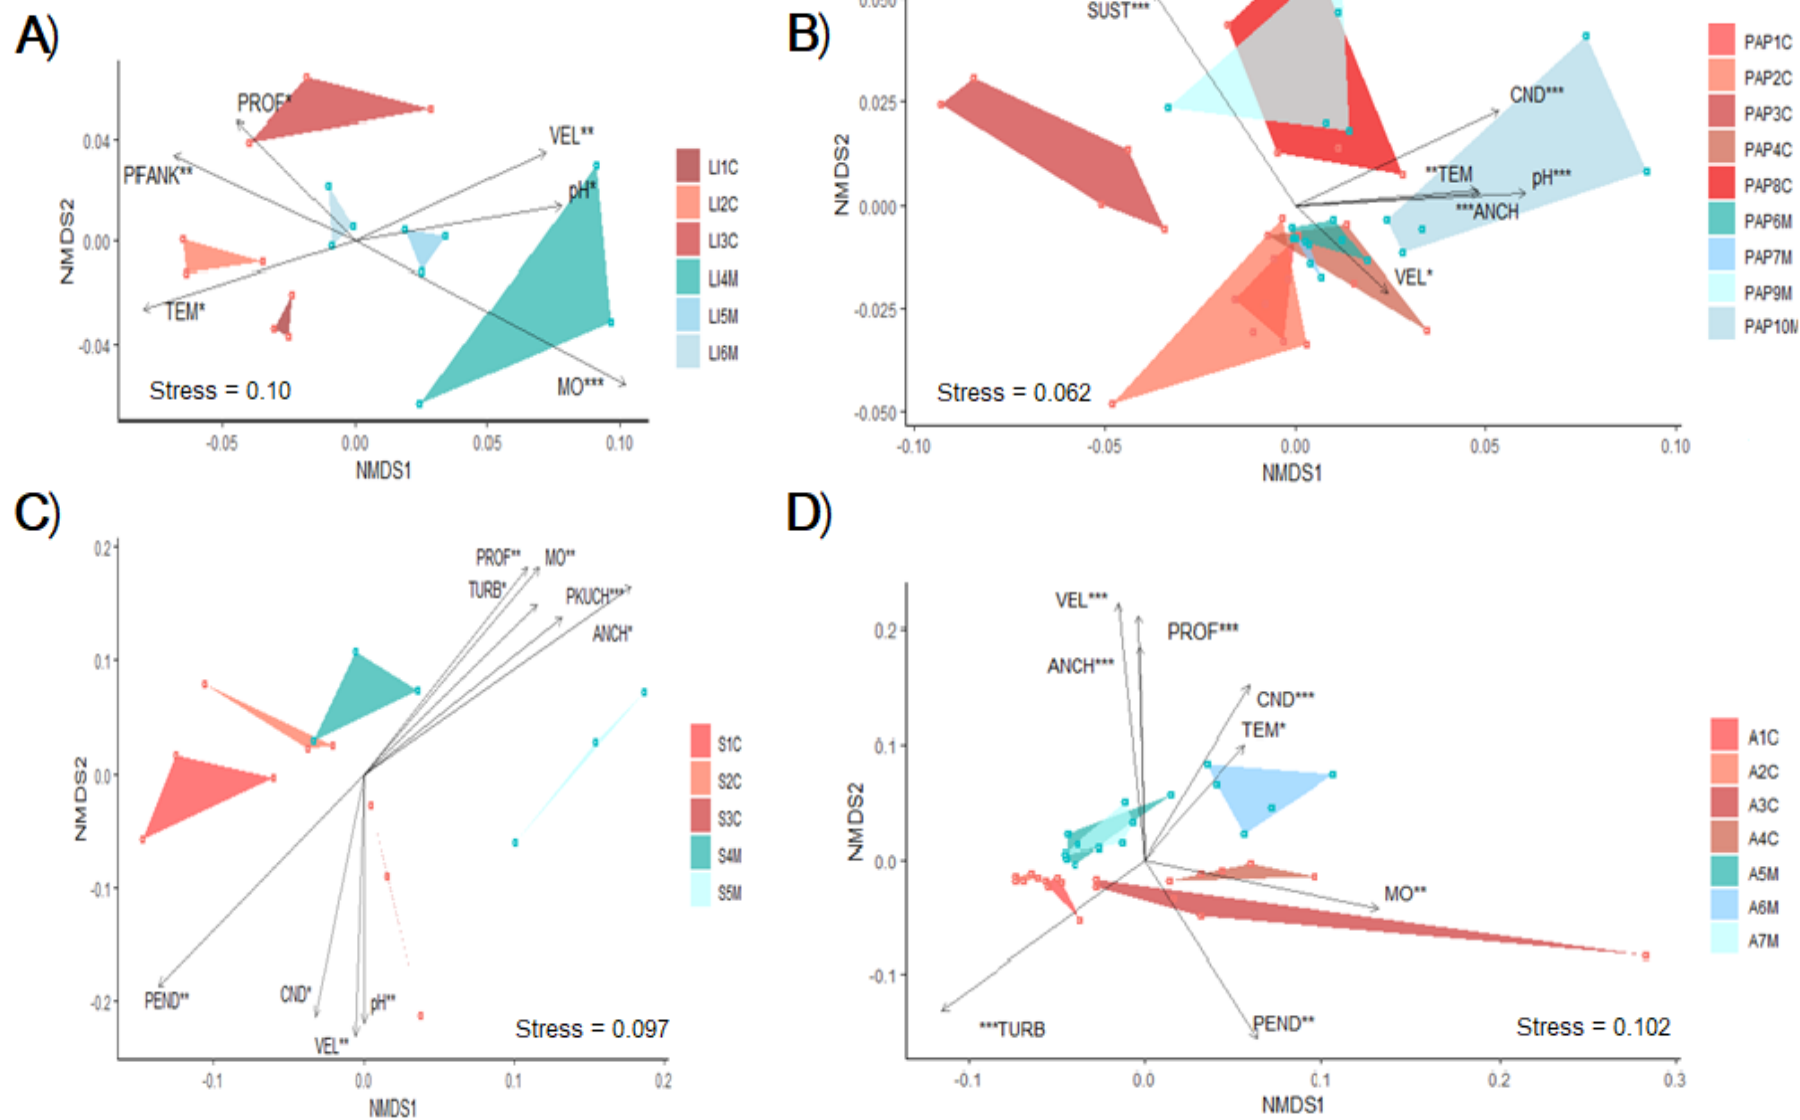 A)
PROF*
PIFANK**
VEL**
pH*
TEM*
MO***
Stress = 0.10
0.04
0.00
-0.04
NMDS2
-0.05
0.00
0.05
0.10
NMDS1
LI1C
LI2C
LI3C
LI4M
LI5M
LI6M
B)
SUST***
CND***
**TEM
pH***
***ANCH
VEL*
Stress = 0.062
0.050
0.025
0.000
-0.025
-0.050
NMDS2
-0.10
-0.05
0.00
0.05
0.10
NMDS1
PAP1C
PAP2C
PAP3C
PAP4C
PAP8C
PAP6M
PAP7M
PAP9M
PAP10M
C)
PROF**
MO**
TURB*
PKUCH***
ANCH*
PEND**
CND*
pH**
VEL**
Stress = 0.097
0.2
0.1
0.0
-0.1
-0.2
NMDS2
-0.1
0.0
0.1
0.2
NMDS1
S1C
S2C
S3C
S4M
S5M
D)
VEL***
PROF***
ANCH***
CND***
TEM*
MO**
***TURB
PEND**
Stress = 0.102
0.2
0.1
0.0
-0.1
NMDS2
-0.1
0.0
0.1
0.2
0.3
NMDS1
A1C
A2C
A3C
A4C
A5M
A6M
A7M